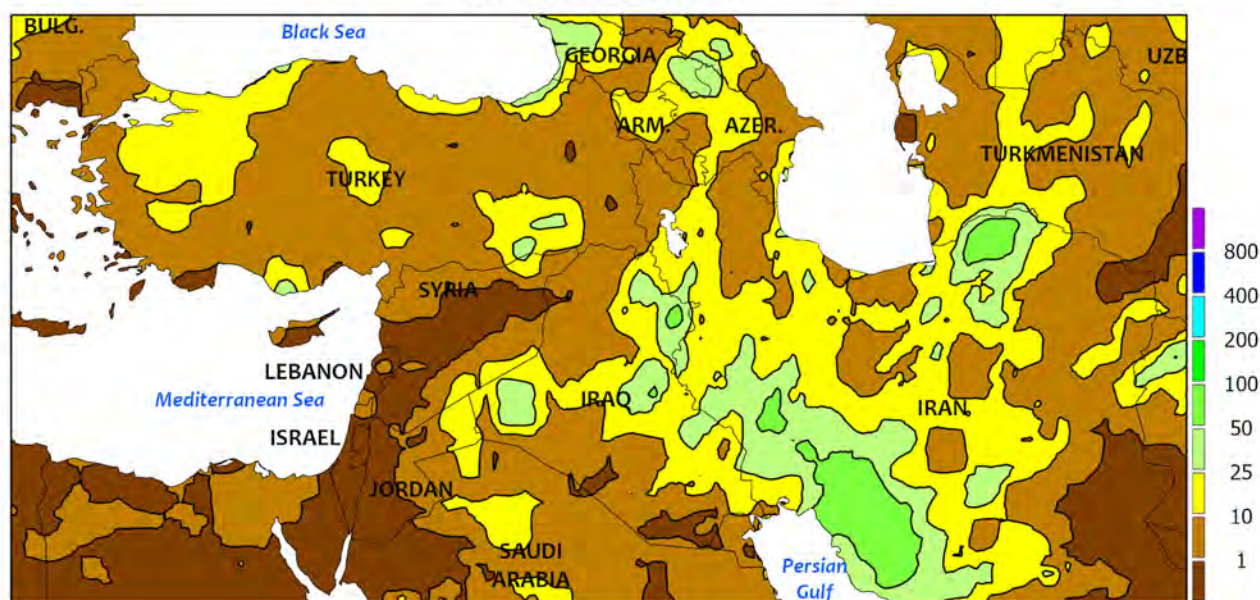 BULG.
Black Sea
GEORGIA
UZB
ARM.
AZER.
TURKMENISTAN
TURKEY
SYRIA
LEBANON
Mediterranean Sea
IRAQ
IRAN
ISRAEL
JORDAN
SAUDI
ARABIA
Persian
Gulf
800
400
200
100
50
25
10
1